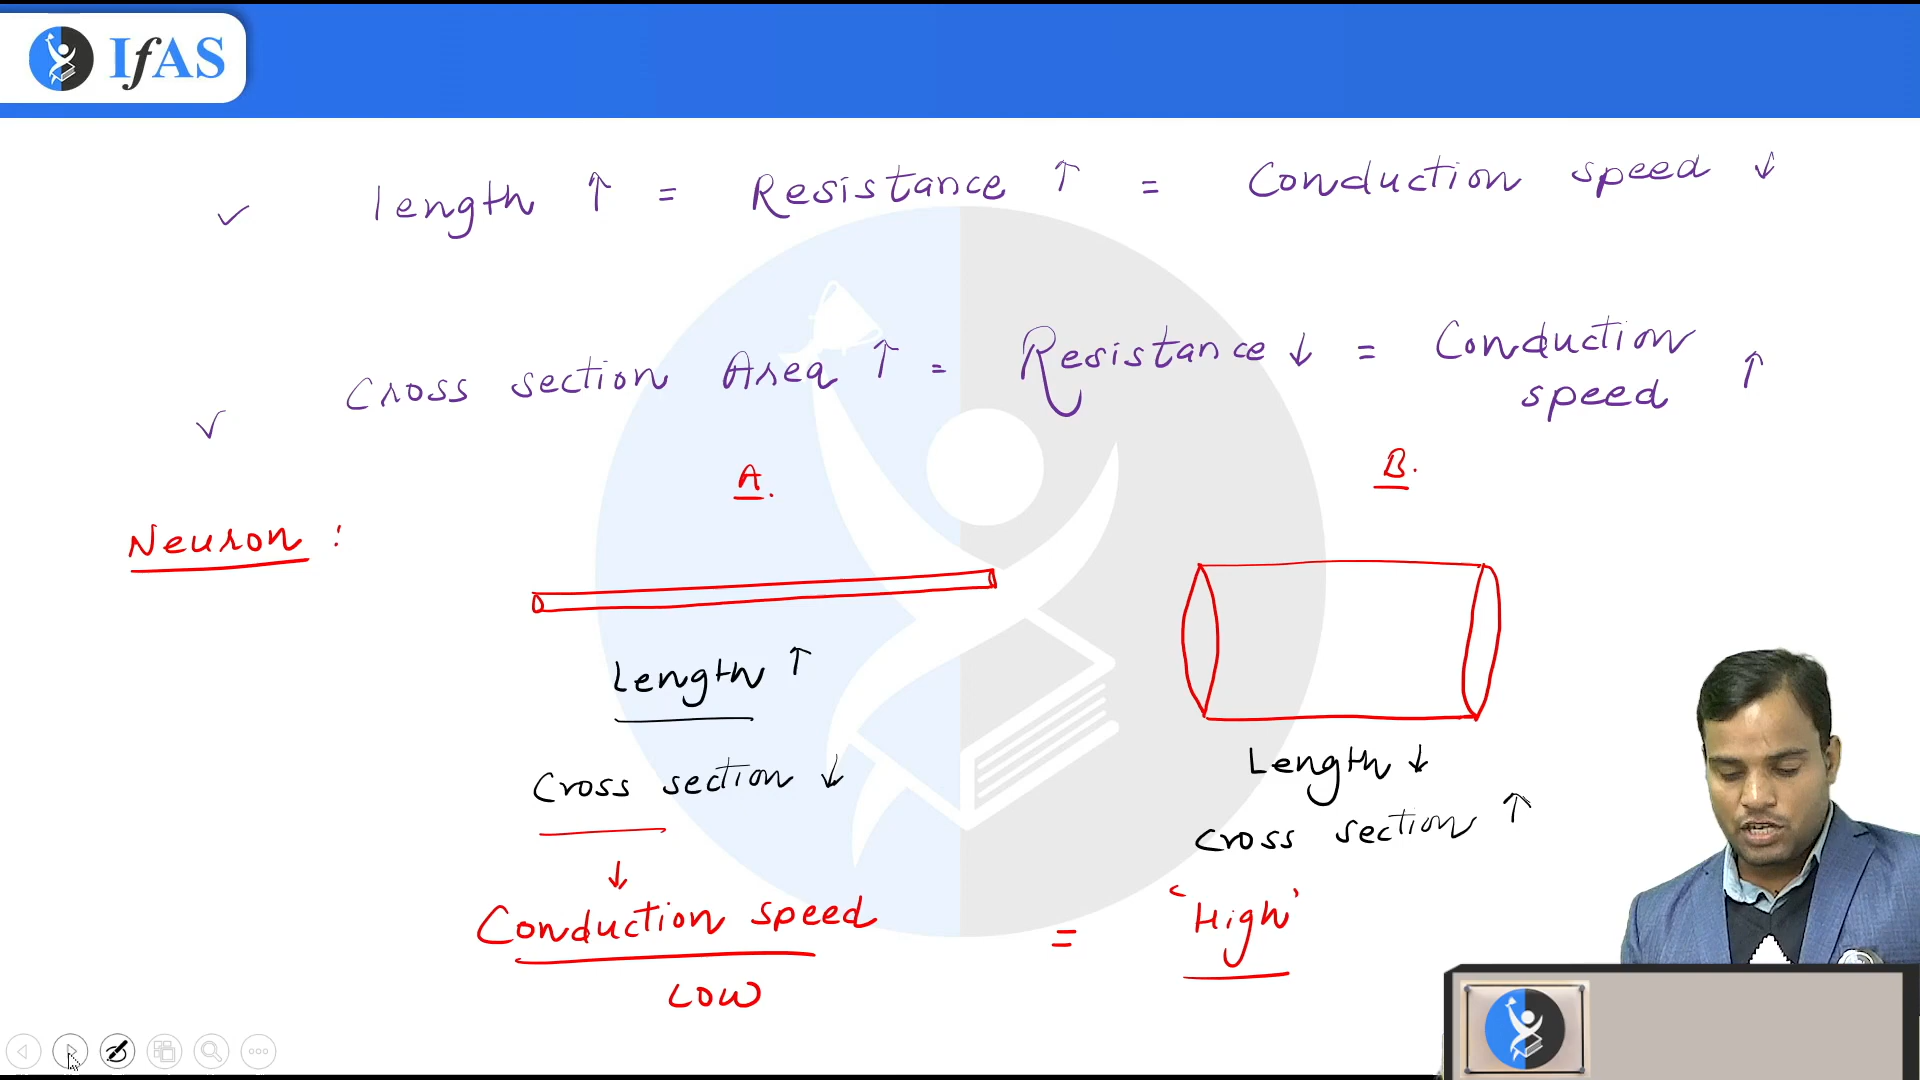 IfAS
✓ length ↑ = Resistance ↑ = Conduction speed ↓
✓ Cross section Area ↑ = Resistance ↓ = Conduction speed ↑
A. B.
Neuron :
Length ↑
Cross section ↓
↓
Conduction speed
Low
Length ↓
Cross section ↑
= 'High'